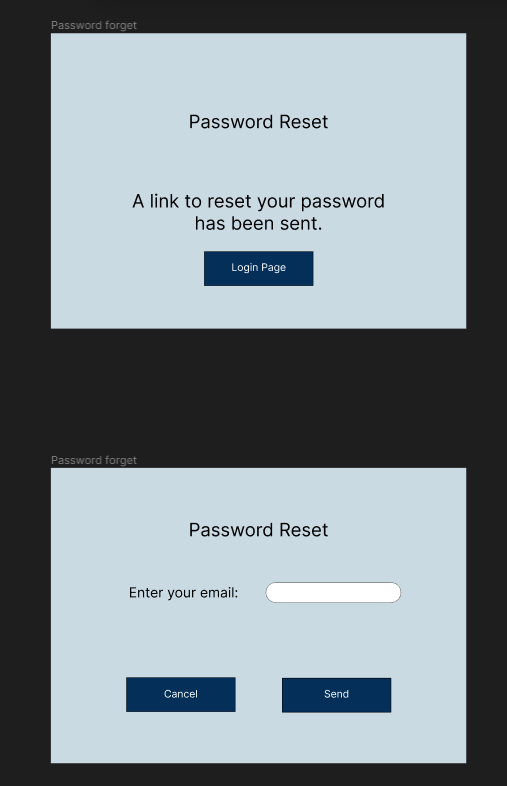 Password forget
Password Reset
A link to reset your password
has been sent.
Login Page
Password forget
Password Reset
Enter your email:
Cancel
Send